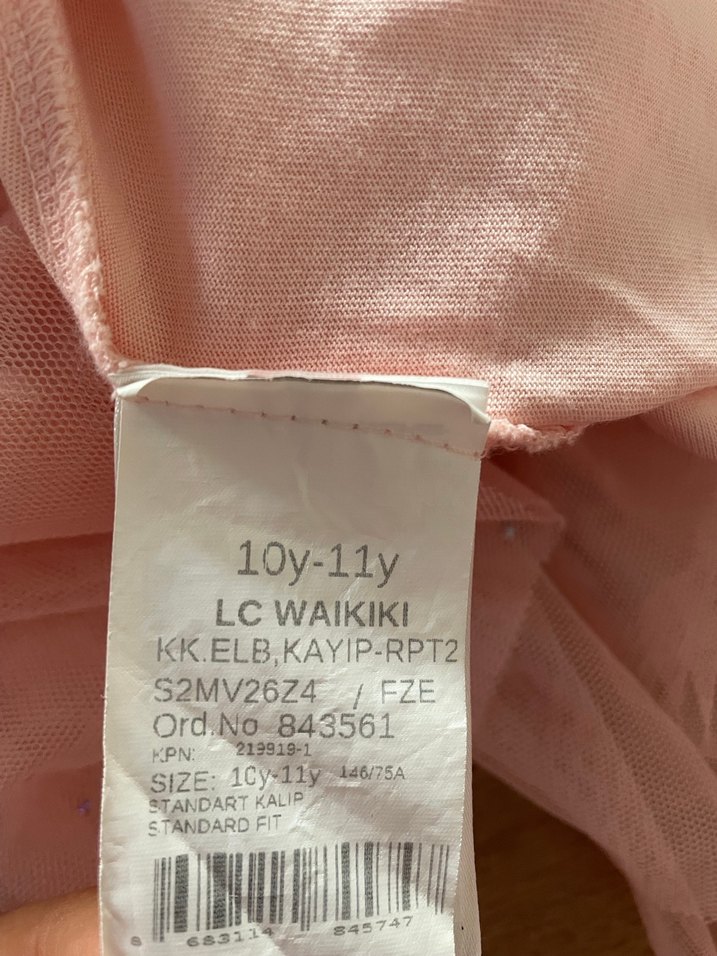 10y-11y
LC WAIKIKI
KK.ELB,KAYIP-RPT2
S2MV26Z4 / FZE
Ord.No 843561
KPN: 219919-1
SIZE: 10y-11y 146/75A
STANDART KALIP
STANDARD FIT
8 683114 845747